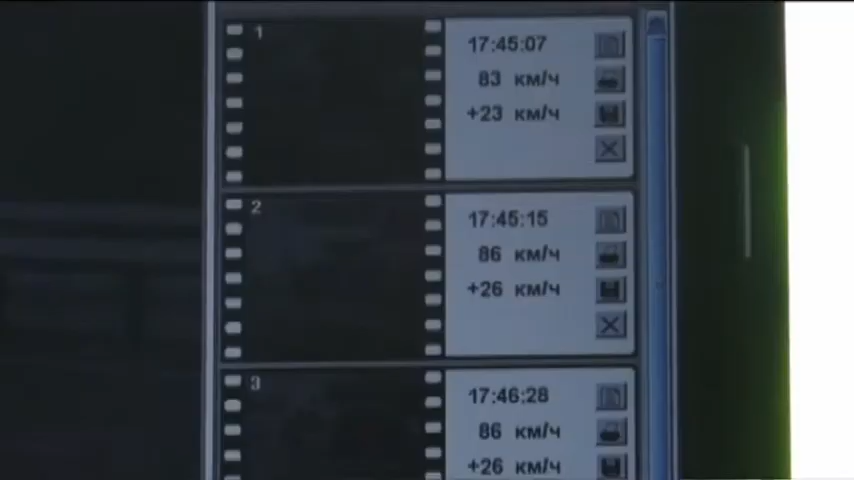 1
17:45:07
83 км/ч
+23 км/ч
2
17:45:15
86 км/ч
+26 км/ч
3
17:46:28
86 км/ч
+26 км/ч